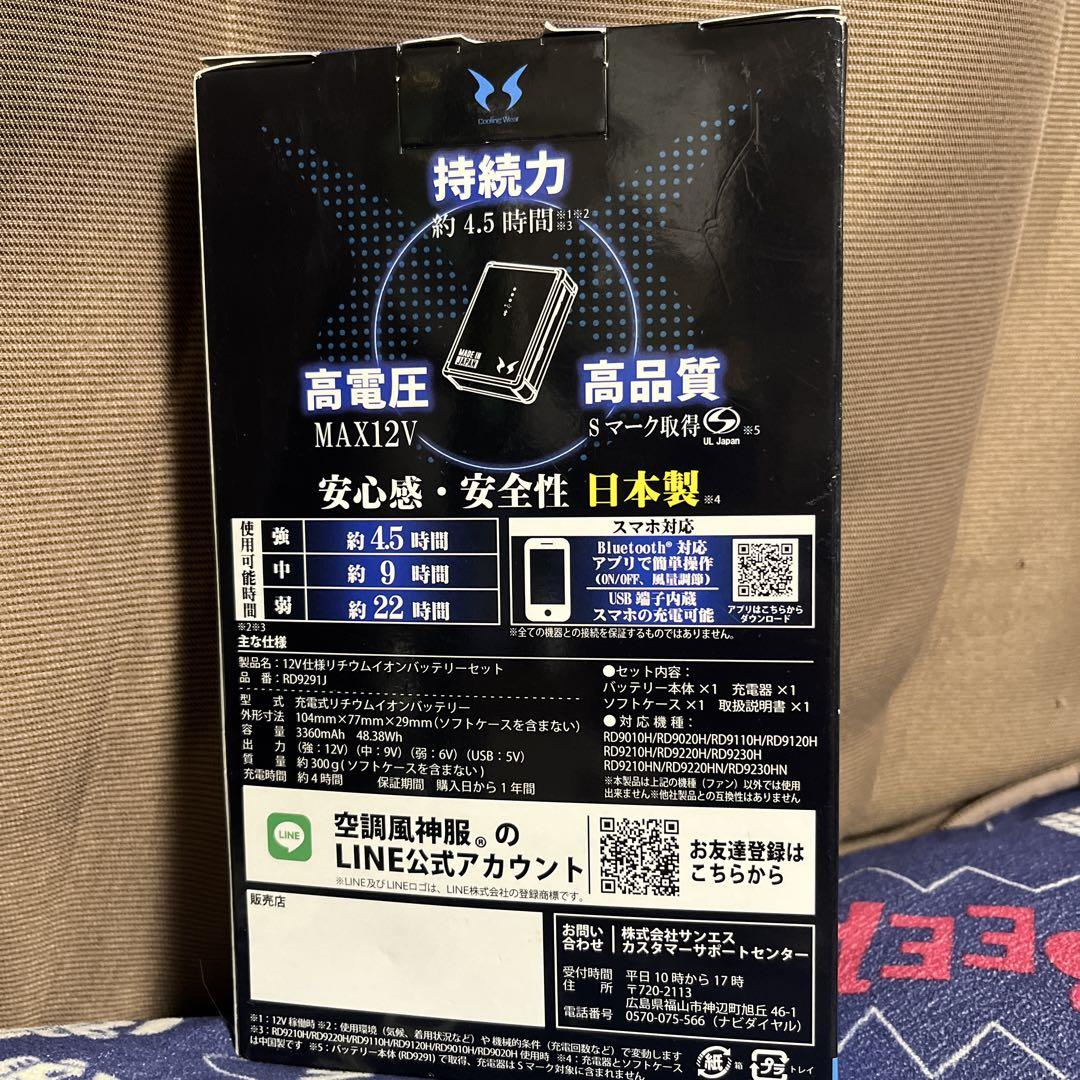 Cooling Wear
持続力
約 4.5 時間※1※2
※3
MADE IN
JAPAN
高電圧
MAX12V
高品質
S マーク取得
UL Japan
※5
安心感・安全性 日本製※4
使用可能時間
強 約 4.5 時間
中 約 9 時間
弱 約 22 時間
※2※3
スマホ対応
Bluetooth® 対応
アプリで簡単操作
(ON/OFF、風量調節)
USB 端子内蔵
スマホの充電可能
アプリはこちらから
ダウンロード
※全ての機器との接続を保証するものではありません。
主な仕様
製品名：12V仕様リチウムイオンバッテリーセット
品 番：RD9291J
型 式 充電式リチウムイオンバッテリー
外形寸法 104mm×77mm×29mm(ソフトケースを含まない)
容 量 3360mAh 48.38Wh
出 力 (強：12V) (中：9V) (弱：6V) (USB：5V)
質 量 約300g(ソフトケースを含まない)
充電時間 約4時間 保証期間 購入日から1年間
●セット内容：
バッテリー本体 ×1 充電器 ×1
ソフトケース ×1 取扱説明書 ×1
●対応機種：
RD9010H/RD9020H/RD9110H/RD9120H
RD9210H/RD9220H/RD9230H
RD9210HN/RD9220HN/RD9230HN
※本製品は上記の機種（ファン）以外では使用
出来ません※他社製品との互換性はありません
LINE
空調風神服®の
LINE公式アカウント
※LINE及びLINEロゴは、LINE株式会社の登録商標です。
お友達登録は
こちらから
販売店
お問い
合わせ
株式会社サンエス
カスタマーサポートセンター
受付時間 平日 10 時から 17 時
住 所 〒720-2113
広島県福山市神辺町旭丘 46-1
電話番号 0570-075-566（ナビダイヤル）
※1：12V 稼働時 ※2：使用環境（気候、着用状況など）や機械的条件（充電回数など）で変動します
※3：RD9210H/RD9220H/RD9110H/RD9120H/RD9010H/RD9020H 使用時 ※4：充電器とソフトケース
は中国製です ※5：バッテリー本体 (RD9291) で取得、充電器は S マーク対象に含まれません。
紙 箱
プラ トレイ